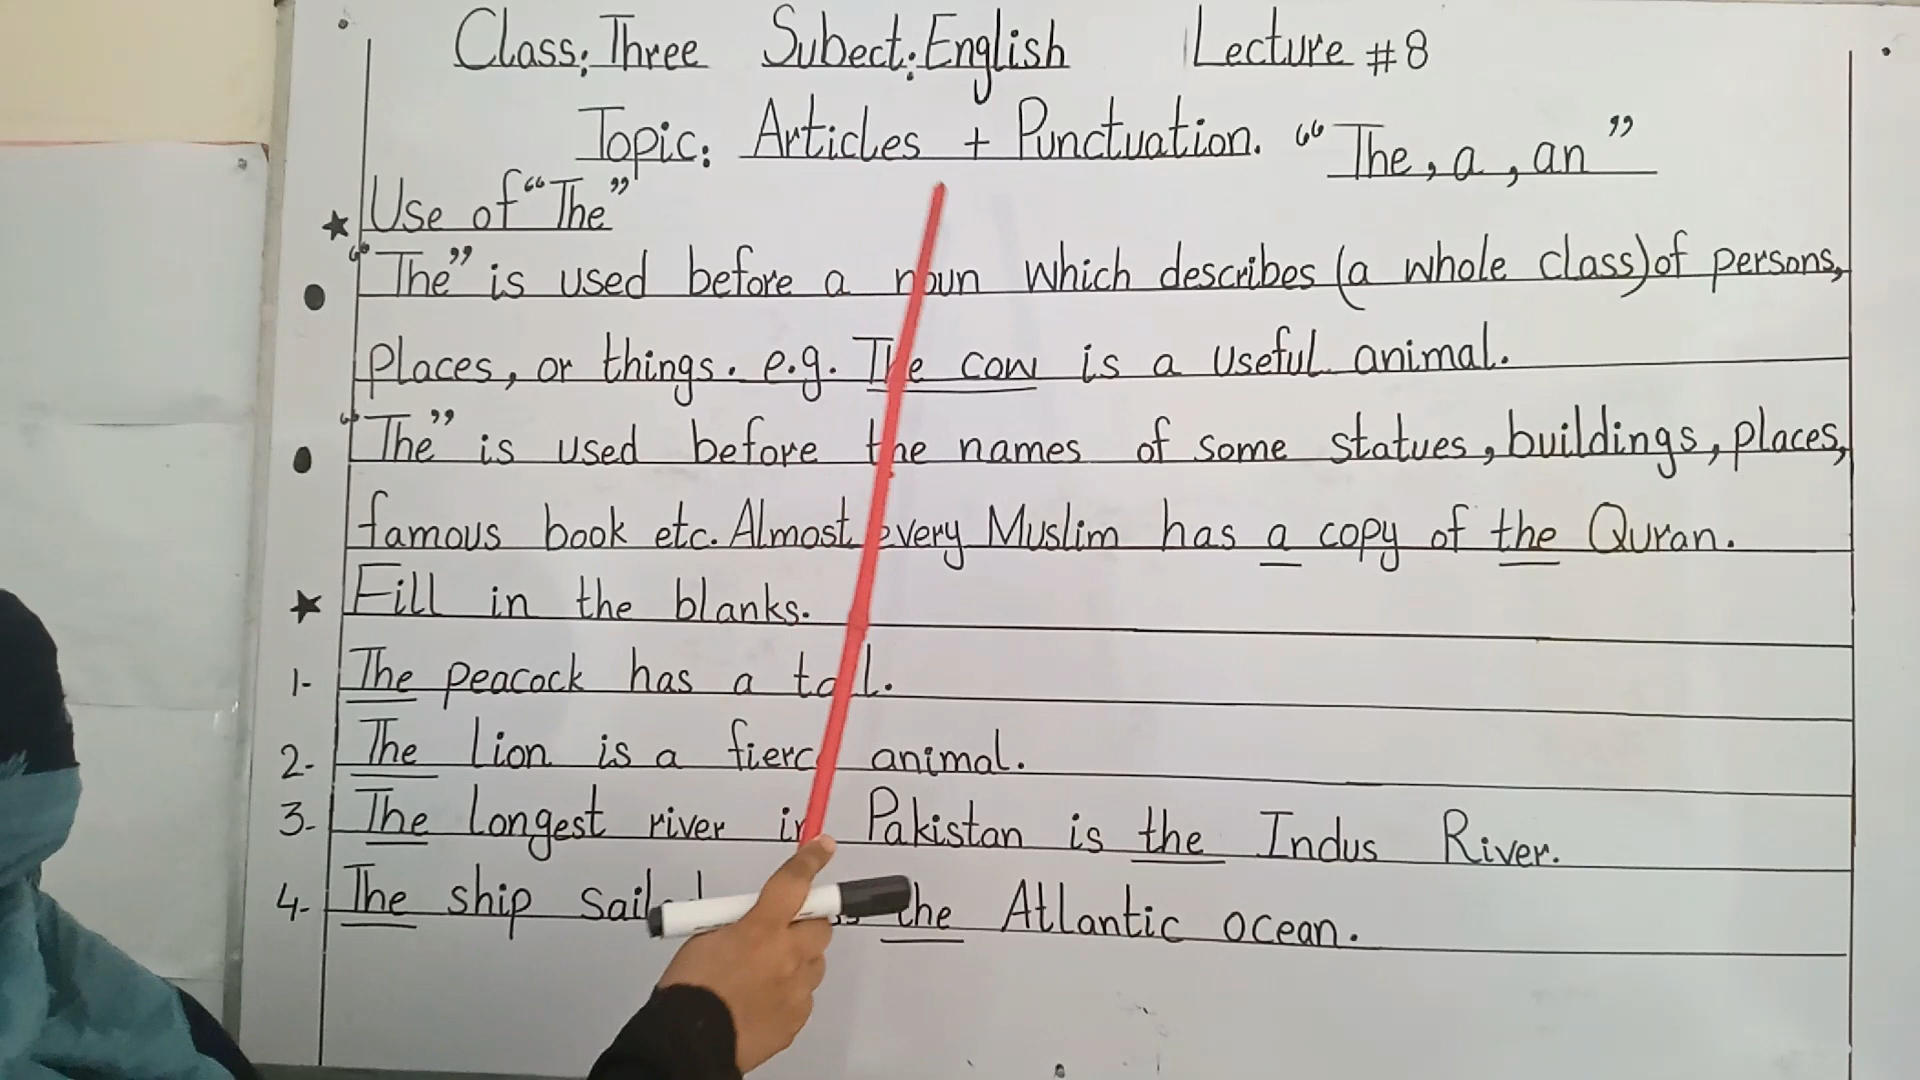 Class: Three Subect: English Lecture #8
Topic: Articles + Punctuation. "The, a, an"
★ Use of "The"
• "The" is used before a noun which describes (a whole class) of persons,
places, or things. e.g. The cow is a useful animal.
• "The" is used before the names of some statues, buildings, places,
famous book etc. Almost every Muslim has a copy of the Quran.
★ Fill in the blanks.
1- The peacock has a tail.
2- The Lion is a fierce animal.
3- The Longest river in Pakistan is the Indus River.
4- The ship the Atlantic ocean.